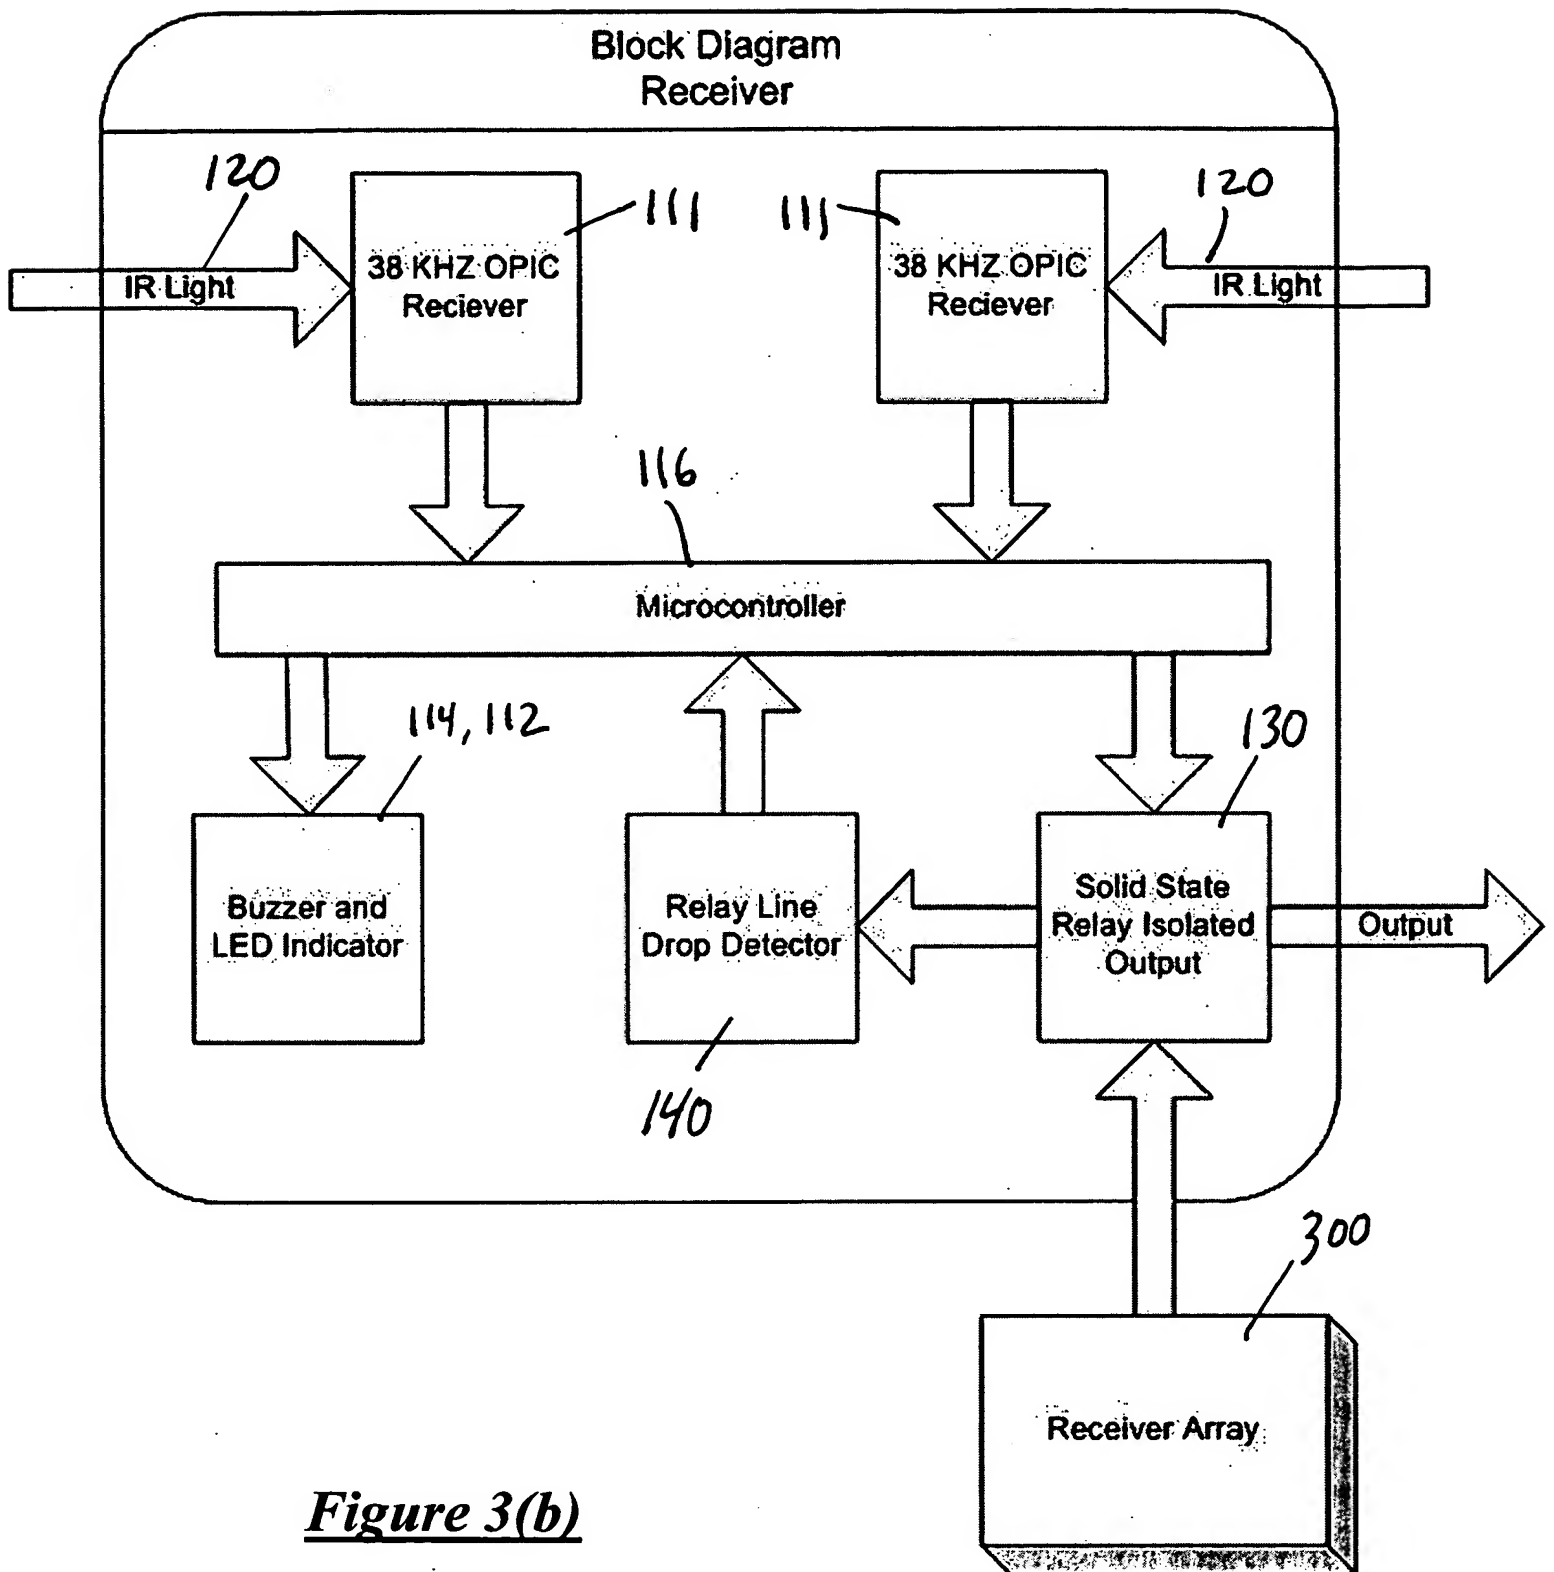 Block Diagram
Receiver
120
111
111
120
IR Light
38 KHZ OPIC
Reciever
38 KHZ OPIC
Reciever
IR Light
116
Microcontroller
114, 112
130
Buzzer and
LED Indicator
Relay Line
Drop Detector
Solid State
Relay Isolated
Output
Output
140
300
Receiver Array
Figure 3(b)